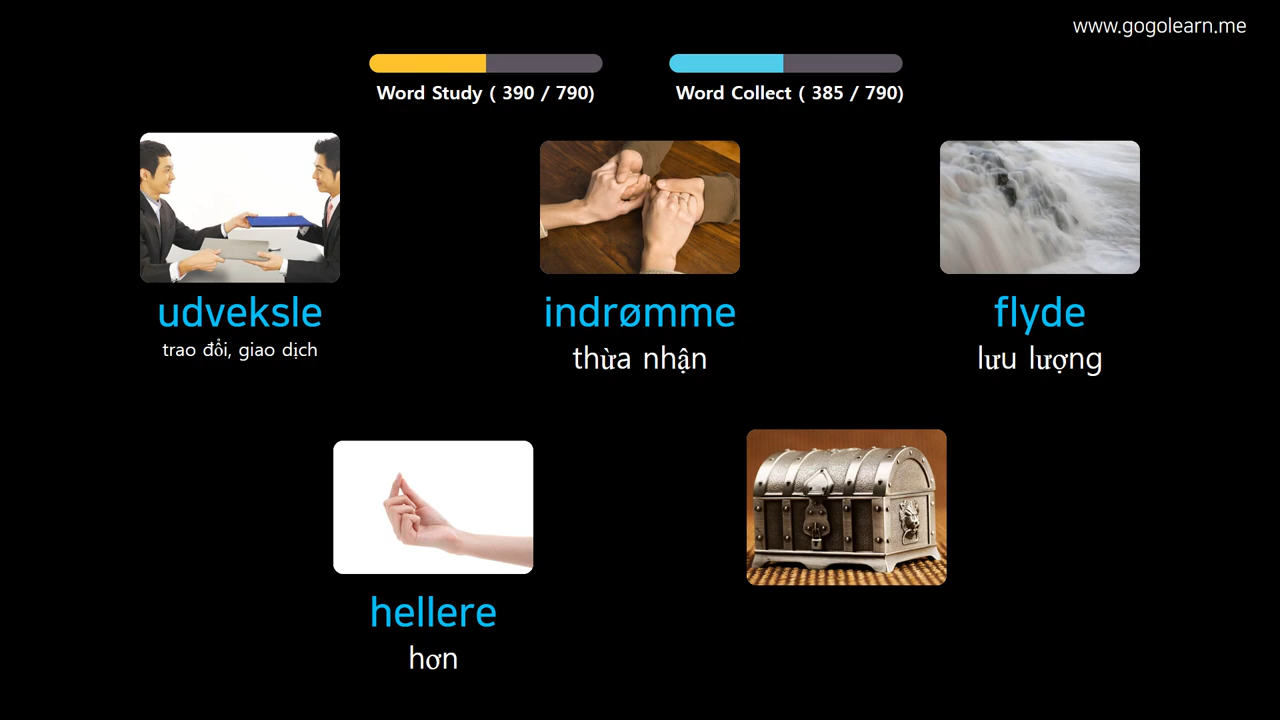 www.gogolearn.me
Word Study ( 390 / 790)
Word Collect ( 385 / 790)
udveksle
trao đổi, giao dịch
indrømme
thừa nhận
flyde
lưu lượng
hellere
hơn